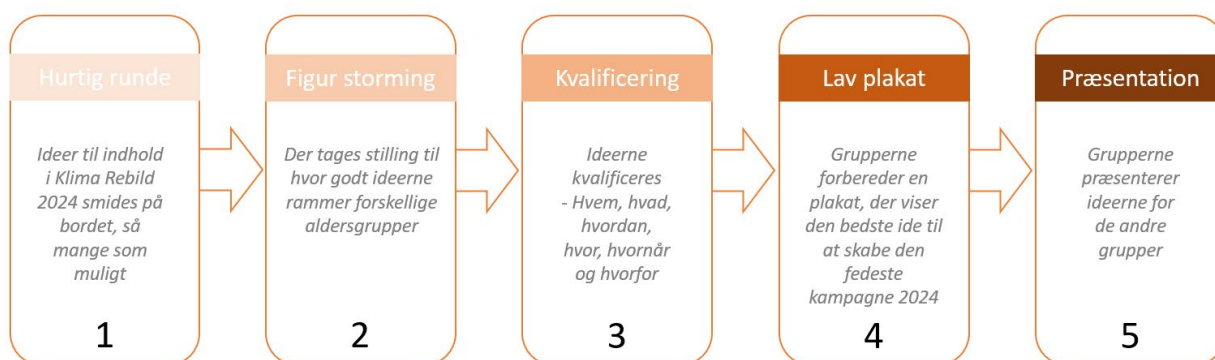 Hurtig runde
Ideer til indhold
i Klima Rebild
2024 smides på
bordet, så
mange som
muligt
1
Figur storming
Der tages stilling til
hvor godt ideerne
rammer forskellige
aldersgrupper
2
Kvalificering
Ideerne
kvalificeres
- Hvem, hvad,
hvordan,
hvor, hvornår
og hvorfor
3
Lav plakat
Grupperne
forbereder en
plakat, der viser
den bedste ide til
at skabe den
fedeste
kampagne 2024
4
Præsentation
Grupperne
præsenterer
ideerne for
de andre
grupper
5